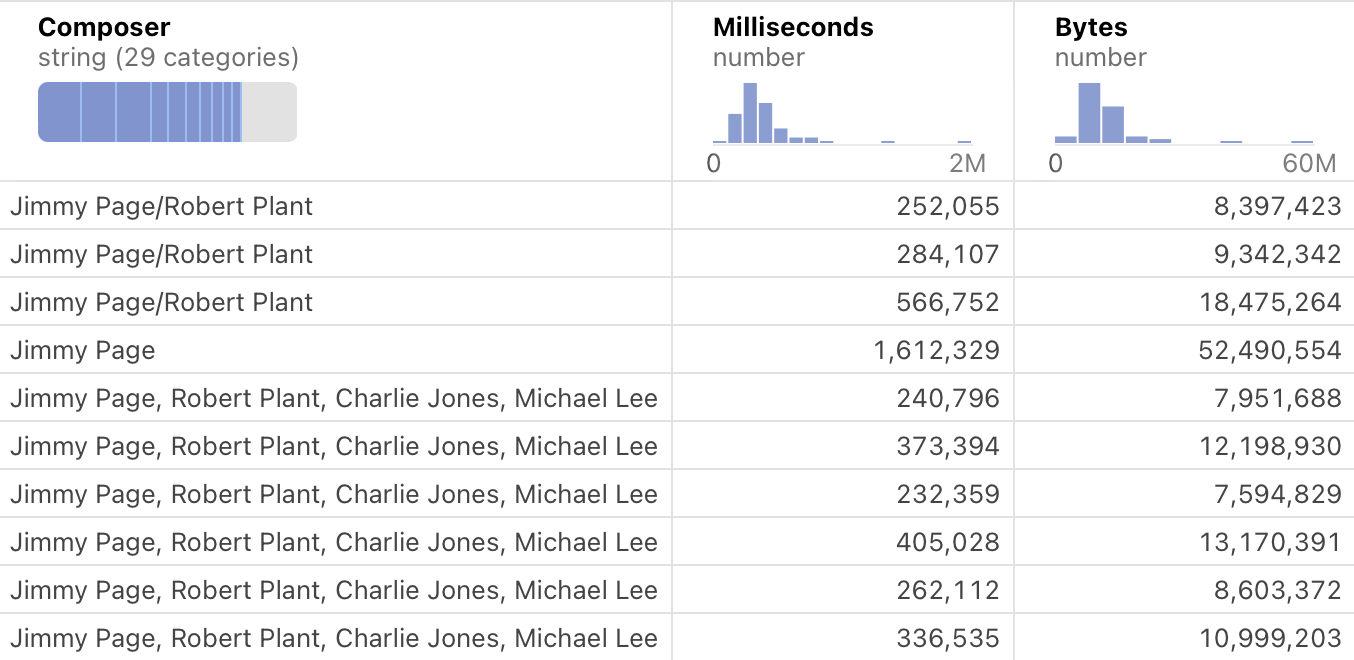 Composer Milliseconds Bytes
string (29 categories) number number
0 2M 0 60M
Jimmy Page/Robert Plant 252,055 8,397,423
Jimmy Page/Robert Plant 284,107 9,342,342
Jimmy Page/Robert Plant 566,752 18,475,264
Jimmy Page 1,612,329 52,490,554
Jimmy Page, Robert Plant, Charlie Jones, Michael Lee 240,796 7,951,688
Jimmy Page, Robert Plant, Charlie Jones, Michael Lee 373,394 12,198,930
Jimmy Page, Robert Plant, Charlie Jones, Michael Lee 232,359 7,594,829
Jimmy Page, Robert Plant, Charlie Jones, Michael Lee 405,028 13,170,391
Jimmy Page, Robert Plant, Charlie Jones, Michael Lee 262,112 8,603,372
Jimmy Page, Robert Plant, Charlie Jones, Michael Lee 336,535 10,999,203